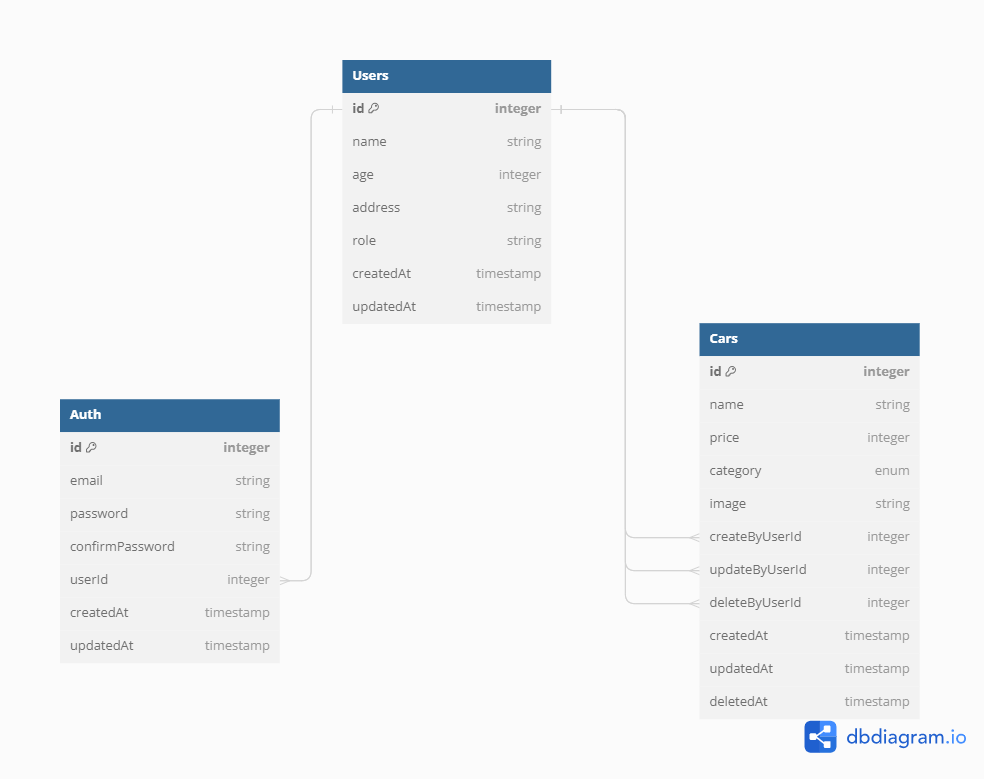 Users
id integer
name string
age integer
address string
role string
createdAt timestamp
updatedAt timestamp
Auth
id integer
email string
password string
confirmPassword string
userId integer
createdAt timestamp
updatedAt timestamp
Cars
id integer
name string
price integer
category enum
image string
createByUserId integer
updateByUserId integer
deleteByUserId integer
createdAt timestamp
updatedAt timestamp
deletedAt timestamp
dbdiagram.io